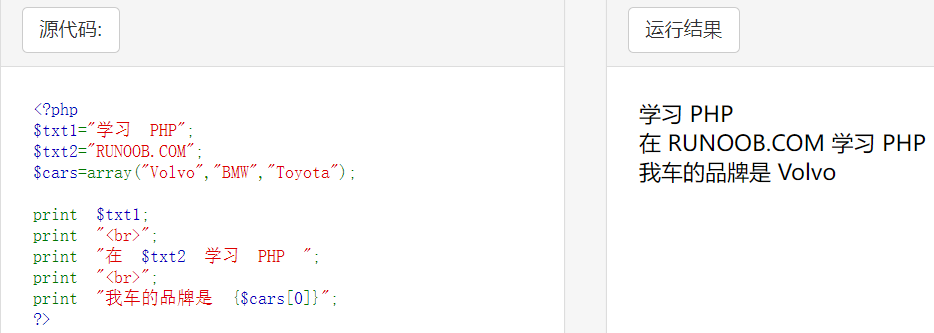 源代码:
运行结果
<?php
$txt1="学习 PHP";
$txt2="RUNOOB.COM";
$cars=array("Volvo","BMW","Toyota");
print $txt1;
print "<br>";
print "在 $txt2 学习 PHP ";
print "<br>";
print "我车的品牌是 {$cars[0]}";
?>
学习 PHP
在 RUNOOB.COM 学习 PHP
我车的品牌是 Volvo